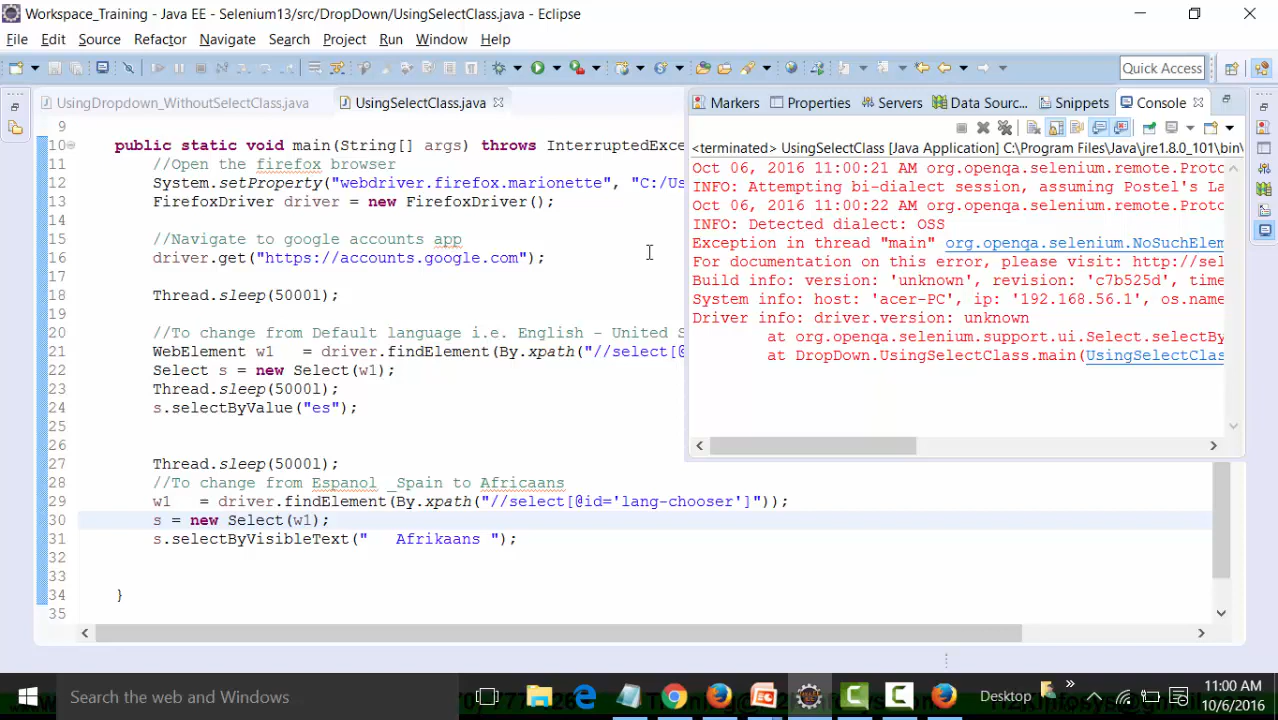 Workspace_Training - Java EE - Selenium13/src/DropDown/UsingSelectClass.java - Eclipse
File Edit Source Refactor Navigate Search Project Run Window Help
Quick Access
UsingDropdown_WithoutSelectClass.java UsingSelectClass.java
9
10 public static void main(String[] args) throws InterruptedExce
11 //Open the firefox browser
12 System.setProperty("webdriver.firefox.marionette", "C:/Us
13 FirefoxDriver driver = new FirefoxDriver();
14
15 //Navigate to google accounts app
16 driver.get("https://accounts.google.com");
17
18 Thread.sleep(5000l);
19
20 //To change from Default language i.e. English - United S
21 WebElement w1 = driver.findElement(By.xpath("//select[@
22 Select s = new Select(w1);
23 Thread.sleep(5000l);
24 s.selectByValue("es");
25
26
27 Thread.sleep(5000l);
28 //To change from Espanol _Spain to Africaans
29 w1 = driver.findElement(By.xpath("//select[@id='lang-chooser']"));
30 s = new Select(w1);
31 s.selectByVisibleText("   Afrikaans ");
32
33
34 }
35
Markers Properties Servers Data Sourc... Snippets Console
<terminated> UsingSelectClass [Java Application] C:\Program Files\Java\jre1.8.0_101\bin\
Oct 06, 2016 11:00:21 AM org.openqa.selenium.remote.Proto
INFO: Attempting bi-dialect session, assuming Postel's La
Oct 06, 2016 11:00:22 AM org.openqa.selenium.remote.Proto
INFO: Detected dialect: OSS
Exception in thread "main" org.openqa.selenium.NoSuchElem
For documentation on this error, please visit: http://sel
Build info: version: 'unknown', revision: 'c7b525d', time
System info: host: 'acer-PC', ip: '192.168.56.1', os.name
Driver info: driver.version: unknown
at org.openqa.selenium.support.ui.Select.selectBy
at DropDown.UsingSelectClass.main(UsingSelectClas
Search the web and Windows
Desktop
11:00 AM
10/6/2016